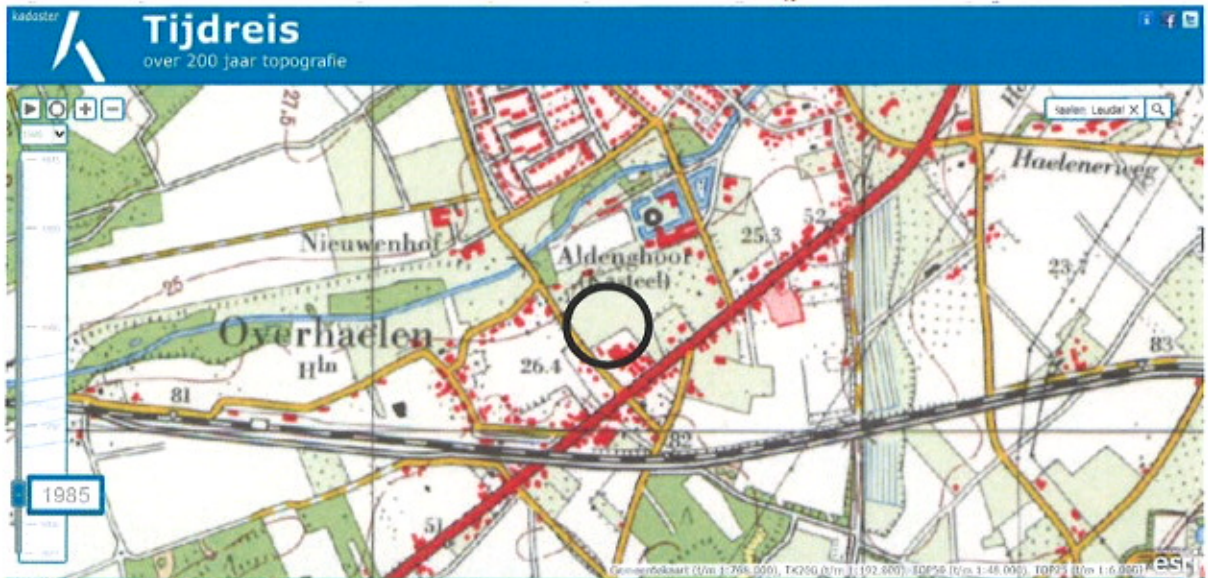 kadaster
Tijdreis
over 200 jaar topografie
27.5
Haelenerweg
Nieuwenhof
Aldenghoor
(Kasteel)
52
25.3
23
25
Overhaelen
Hln
26.4
81
82
83
51
1985
esri